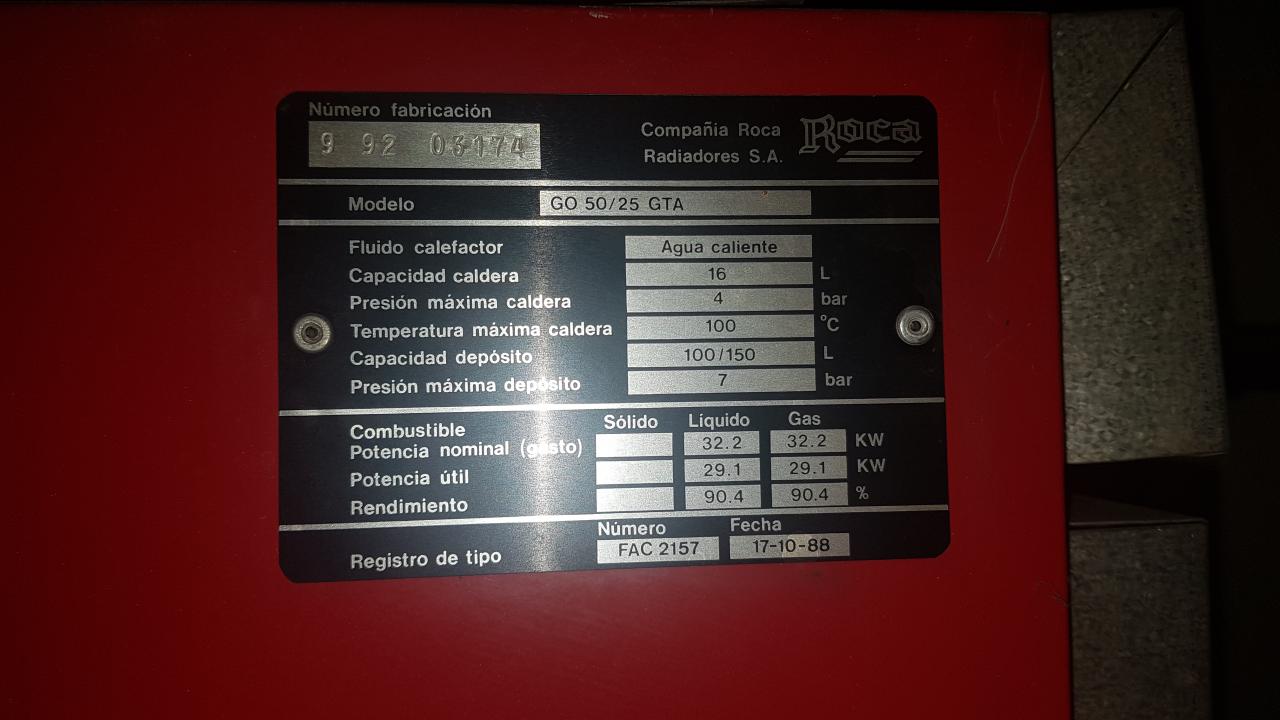 Número fabricación
9 92 03174
Compañia Roca
Radiadores S.A.
Roca
Modelo GO 50/25 GTA
Fluido calefactor Agua caliente
Capacidad caldera 16 L
Presión máxima caldera 4 bar
Temperatura máxima caldera 100 °C
Capacidad depósito 100/150 L
Presión máxima depósito 7 bar
Combustible Sólido Líquido Gas
Potencia nominal (gasto) 32.2 32.2 KW
Potencia útil 29.1 29.1 KW
Rendimiento 90.4 90.4 %
Número Fecha
Registro de tipo FAC 2157 17-10-88